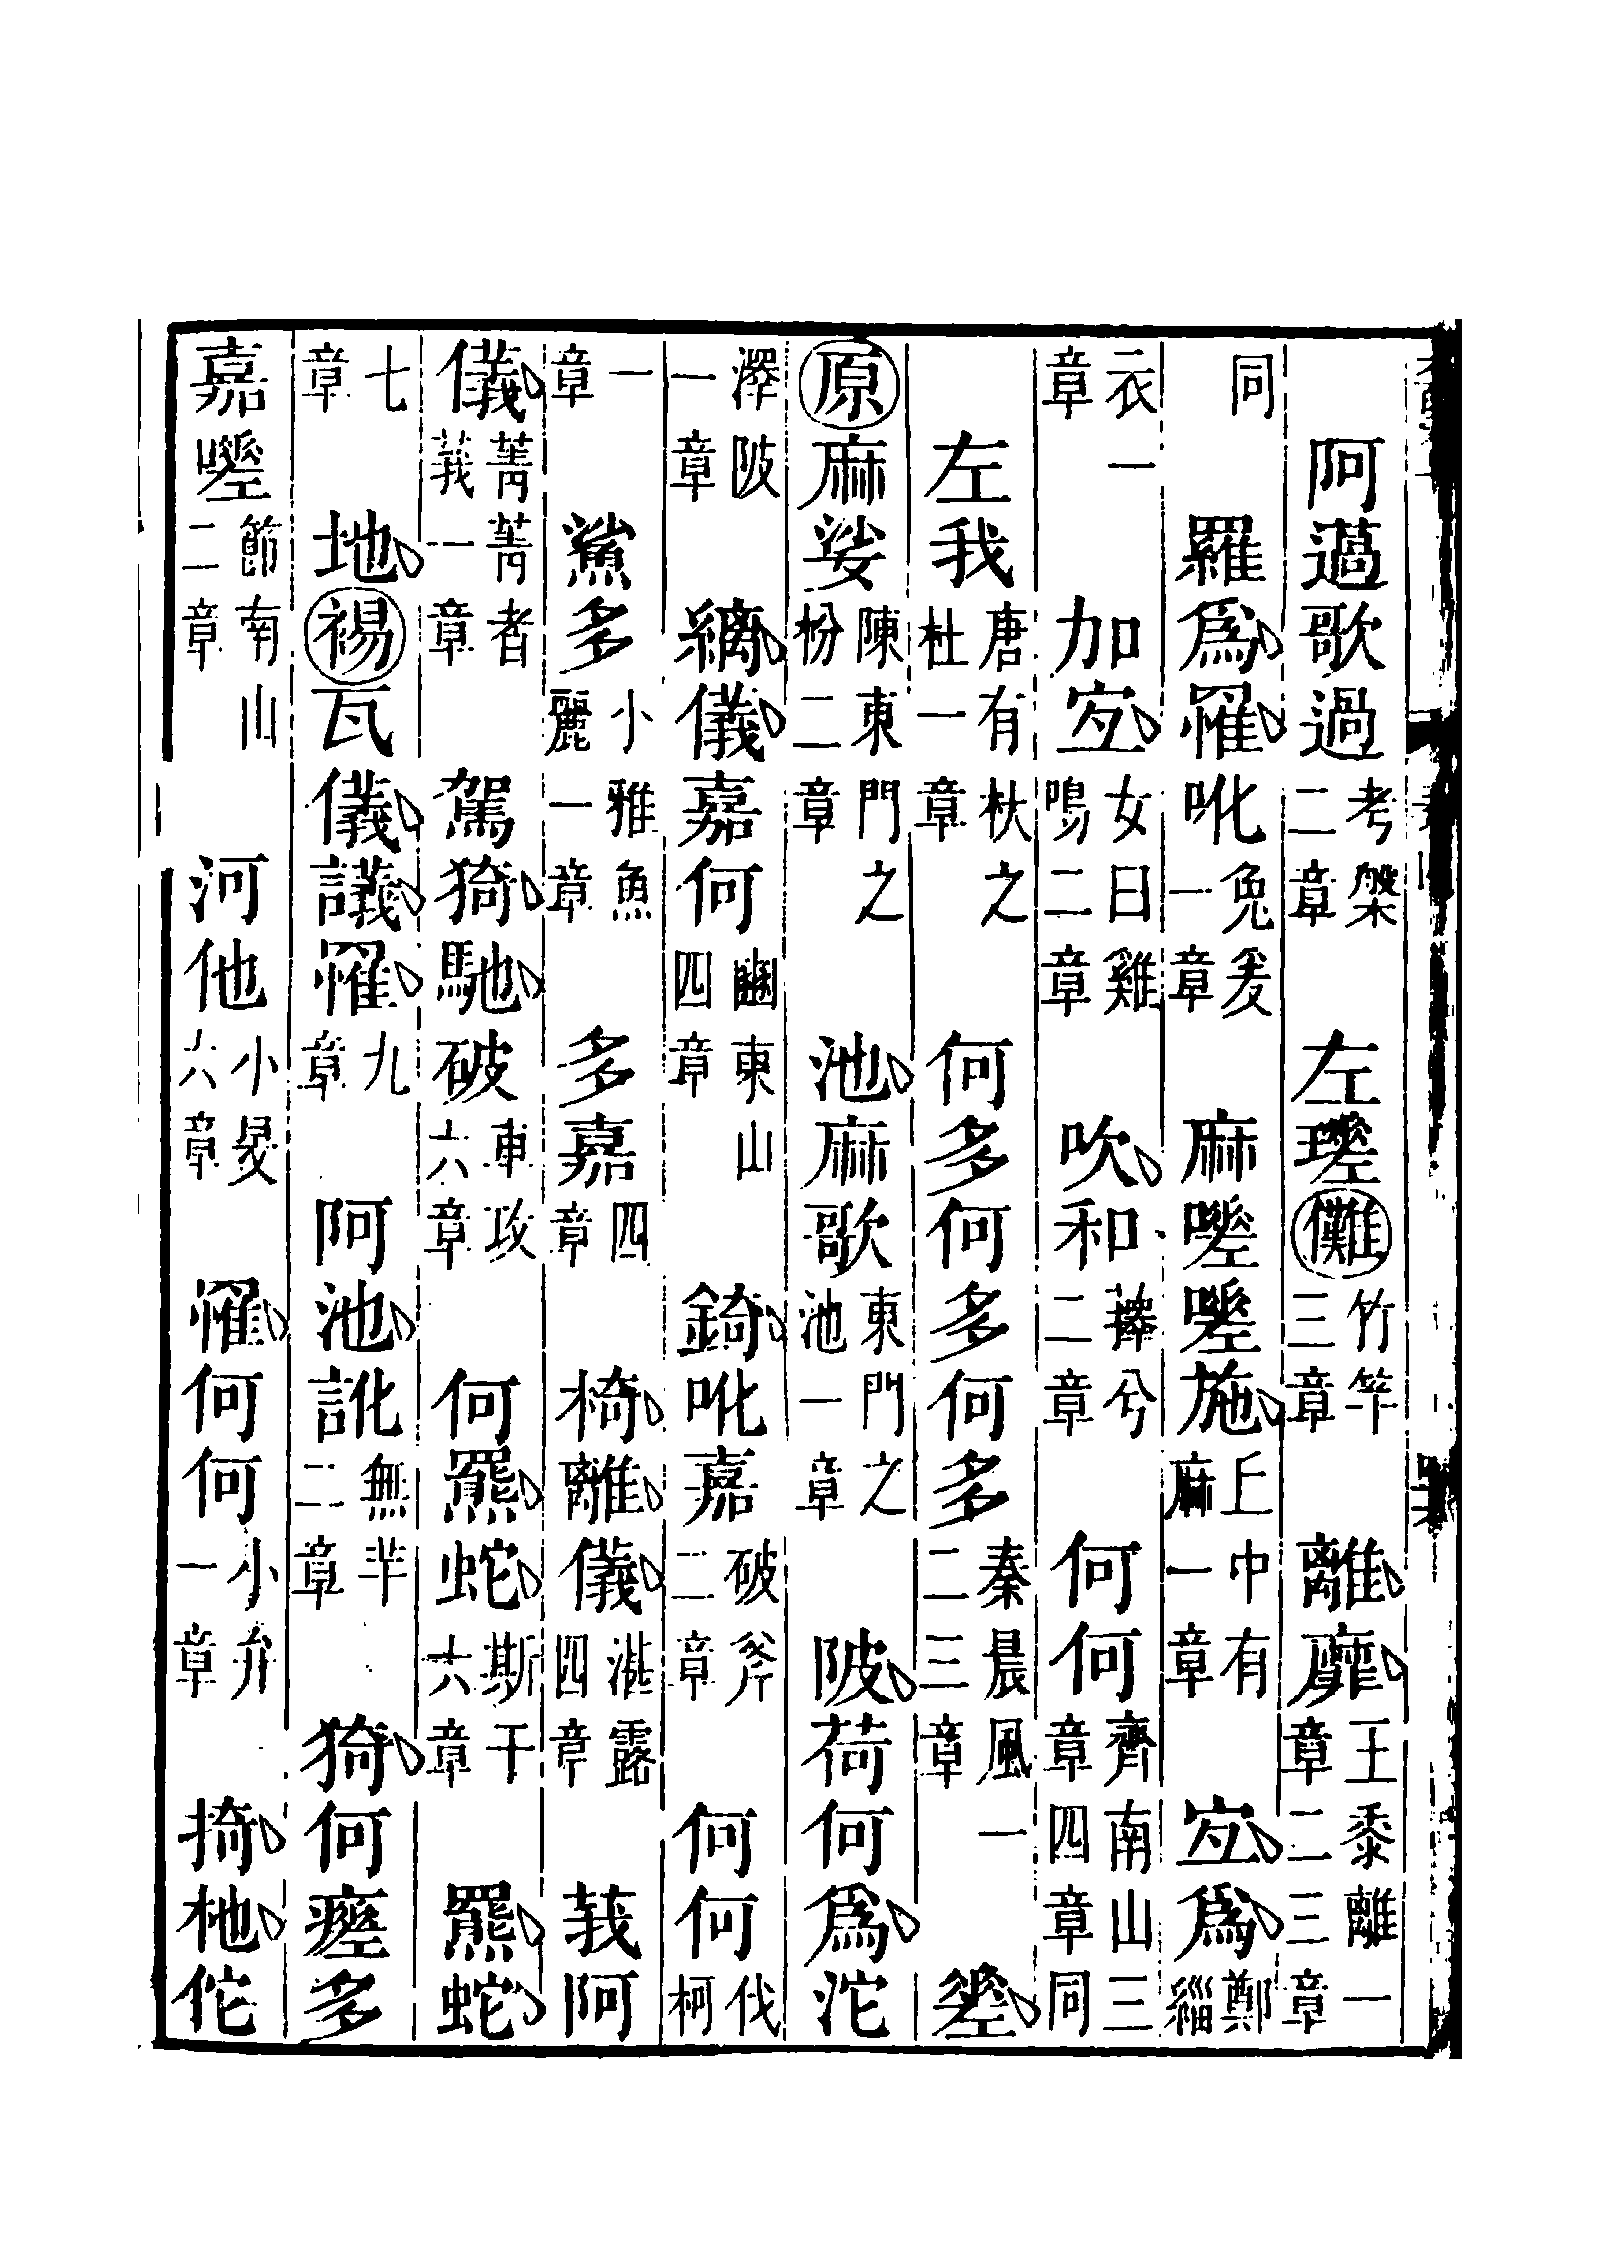 阿薖歌過考槃二章左瑳儺竹竿三章離靡王黍離一章二三章
同羅爲罹吪兔爰一章麻嗟嗟施丘中有麻一章宐爲鄭緇
衣一章加宐女曰雞鳴二章吹和蘀兮二章何何齊南山三章四章同
左我唐有杕之杜一章何多何多何多秦晨風一二三章差
原麻娑陳東門之枌二章池麻歌東門之池一章陂荷何爲沱
澤陂一章縭儀嘉何豳東山四章錡吪嘉破斧二章何何伐柯
一章鯊多小雅魚麗一章多嘉四章椅離儀湛露四章莪阿
儀菁菁者莪一章駕猗馳破車攻六章何羆蛇斯干六章羆蛇
七章地裼瓦儀議罹九章阿池訛無羊二章猗何瘥多
嘉嗟節南山二章河他小旻六章罹何何小弁一章掎杝佗